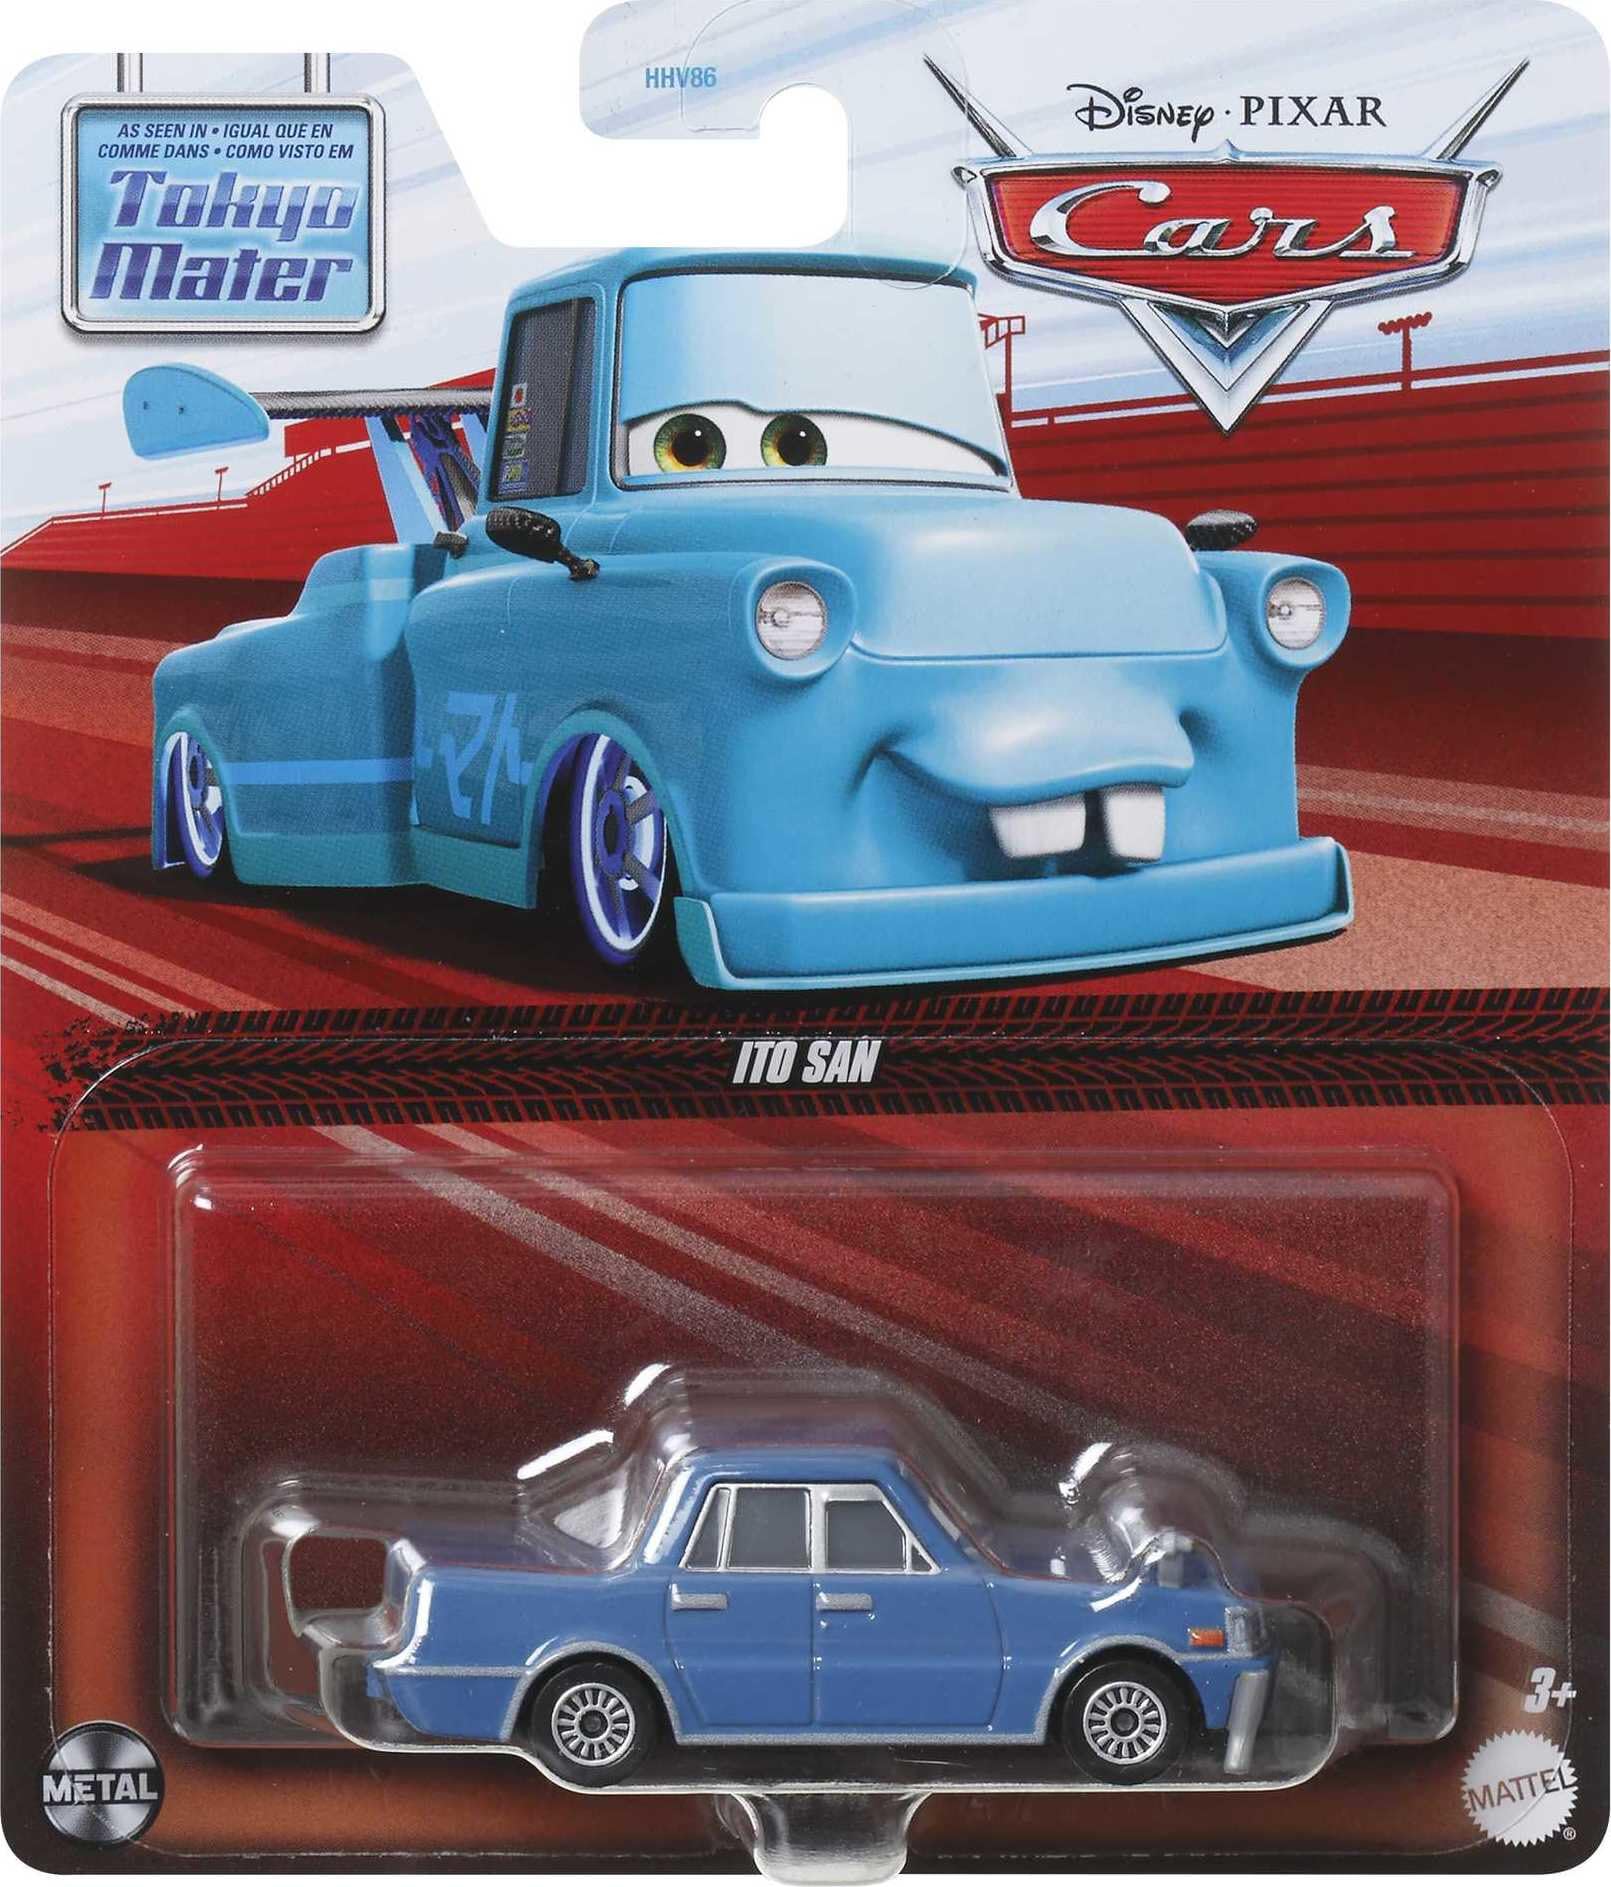 HHV86
Disney · PIXAR
Cars
AS SEEN IN • IGUAL QUE EN
COMME DANS • COMO VISTO EM
Tokyo
Mater
マ
ITO SAN
3+
METAL
MATTEL
®